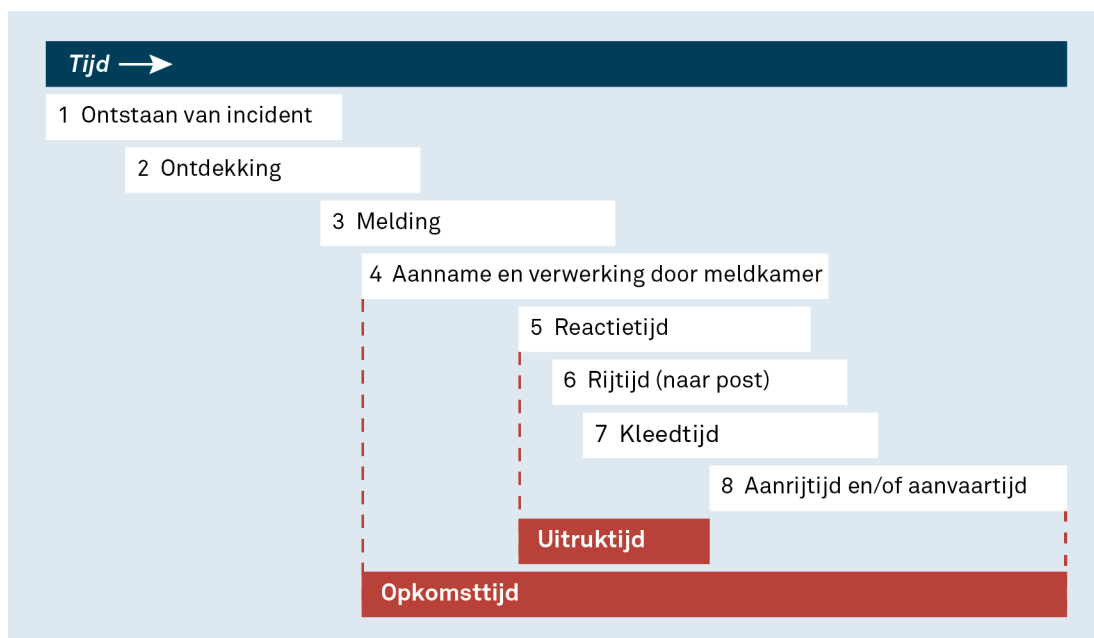 Tijd
1 Ontstaan van incident
2 Ontdekking
3 Melding
4 Aanname en verwerking door meldkamer
5 Reactietijd
6 Rijtijd (naar post)
7 Kleedtijd
8 Aanrijtijd en/of aanvaartijd
Uitruktijd
Opkomsttijd